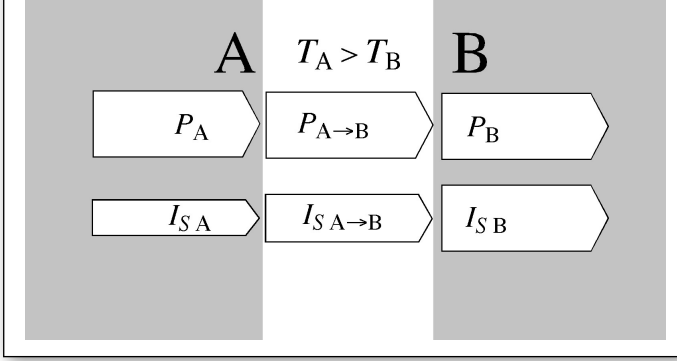 A T_A > T_B B
P_A P_A→B P_B
I_S A I_S A→B I_S B